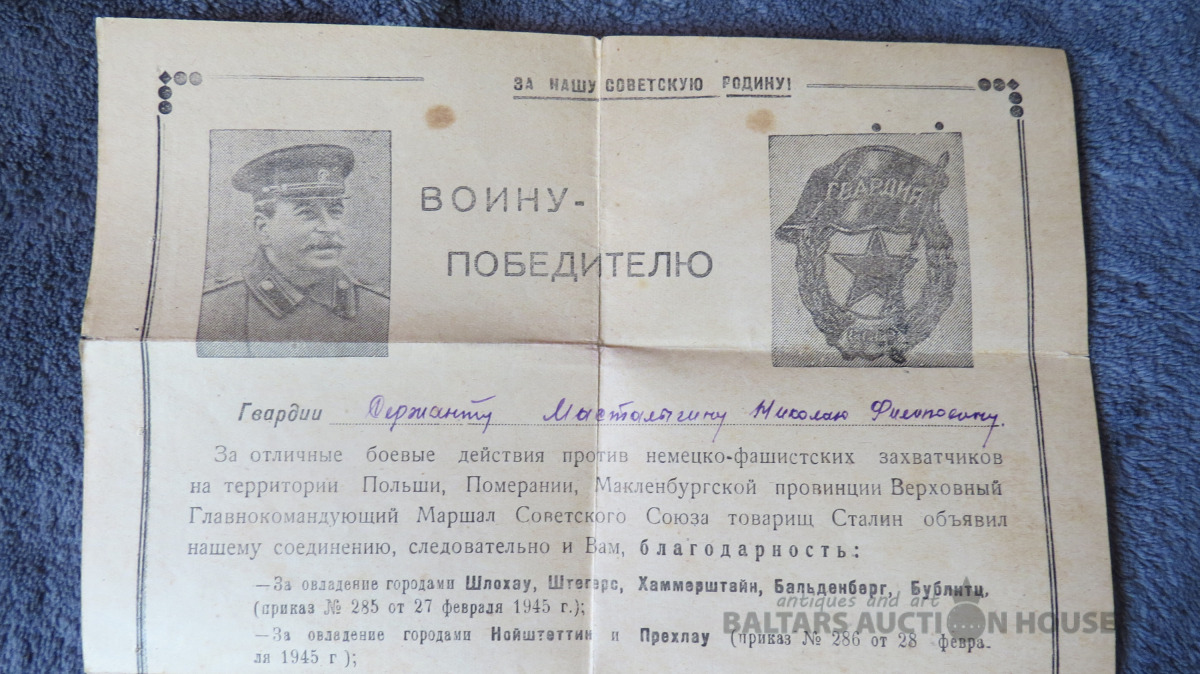 ЗА НАШУ СОВЕТСКУЮ РОДИНУ!
ВОИНУ-
ПОБЕДИТЕЛЮ
ГВАРДИЯ
СССР
Гвардии Сержанту Масталыгину Николаю Филиповичу.
За отличные боевые действия против немецко-фашистских захватчиков
на территории Польши, Померании, Макленбургской провинции Верховный
Главнокомандующий Маршал Советского Союза товарищ Сталин объявил
нашему соединению, следовательно и Вам, благодарность:
—За овладение городами Шлохау, Штегерс, Хаммерштайн, Бальденберг, Бублитц,
(приказ № 285 от 27 февраля 1945 г.);
—За овладение городами Нойштеттин и Прехлау (приказ № 286 от 28 февра-
ля 1945 г );
antiques and art
BALTARS AUCTION HOUSE